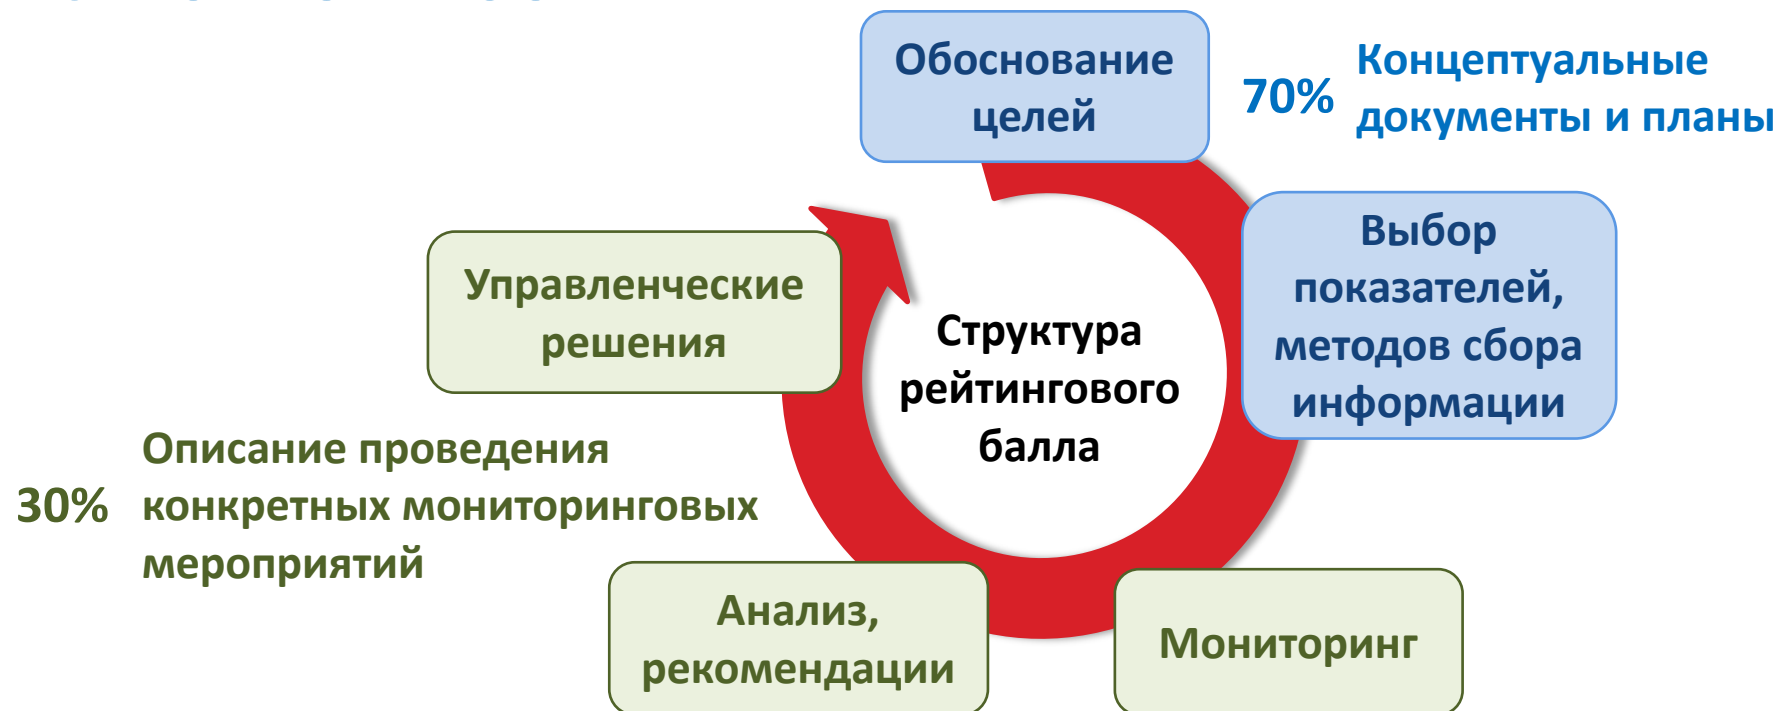 Обоснование
целей
70%
Концептуальные
документы и планы
Выбор
показателей,
методов сбора
информации
Управленческие
решения
Структура
рейтингового
балла
30%
Описание проведения
конкретных мониторинговых
мероприятий
Анализ,
рекомендации
Мониторинг